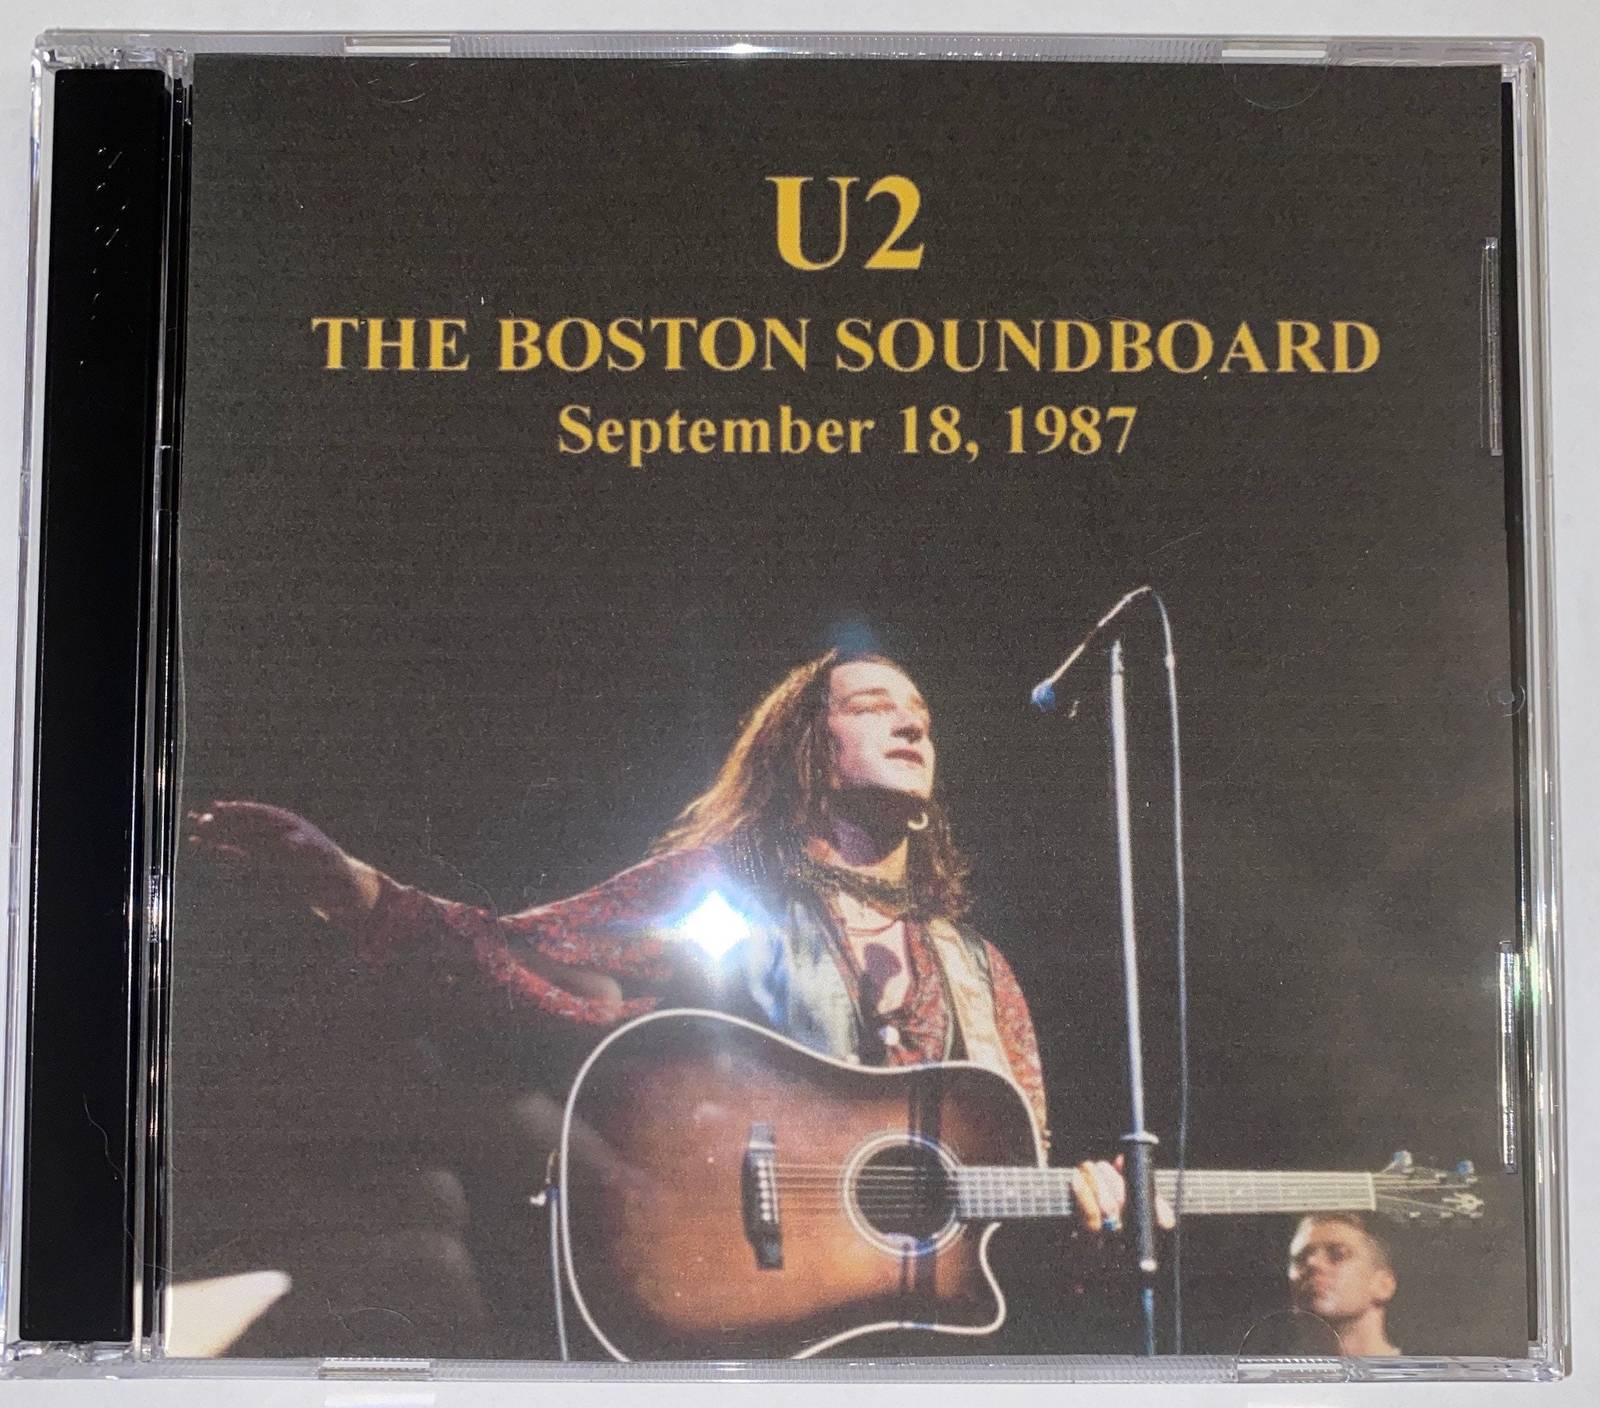 U2
THE BOSTON SOUNDBOARD
September 18, 1987